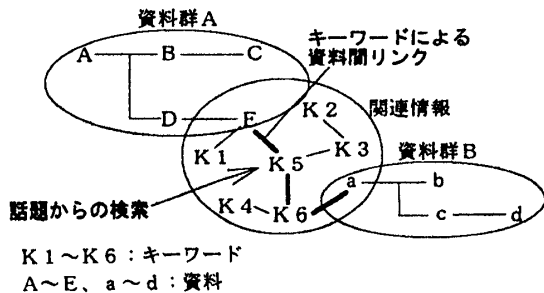 資料群A
A B C
キーワードによる
資料間リンク
D E
K2
関連情報
K1 K5 K3
資料群B
a b
話題からの検索
K4 K6
c d
K1～K6：キーワード
A～E、a～d：資料